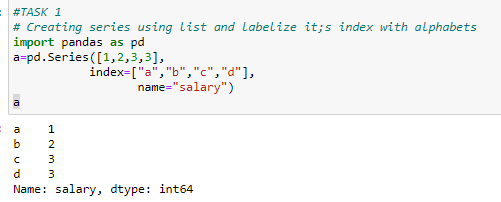 #TASK 1
# Creating series using list and labelize it;s index with alphabets
import pandas as pd
a=pd.Series([1,2,3,3],
index=["a","b","c","d"],
name="salary")
a
a    1
b    2
c    3
d    3
Name: salary, dtype: int64